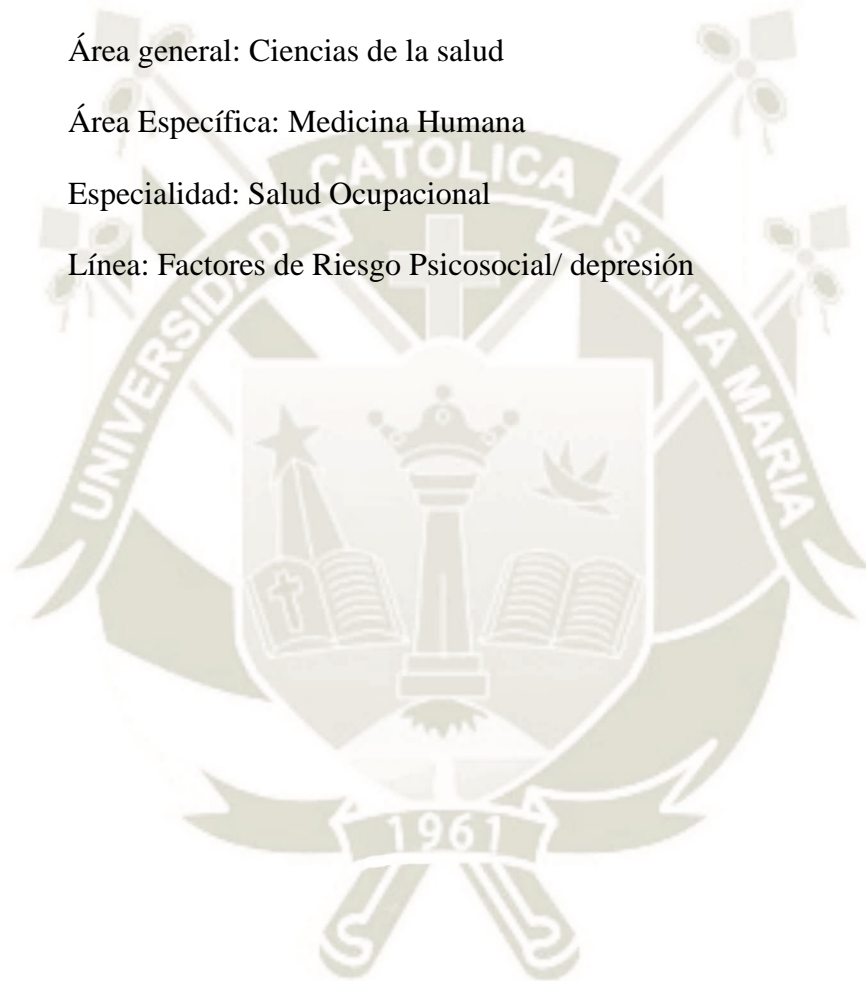 Área general: Ciencias de la salud
Área Específica: Medicina Humana
Especialidad: Salud Ocupacional
Línea: Factores de Riesgo Psicosocial/ depresión
UNIVERSIDAD CATOLICA SANTA MARIA
1961